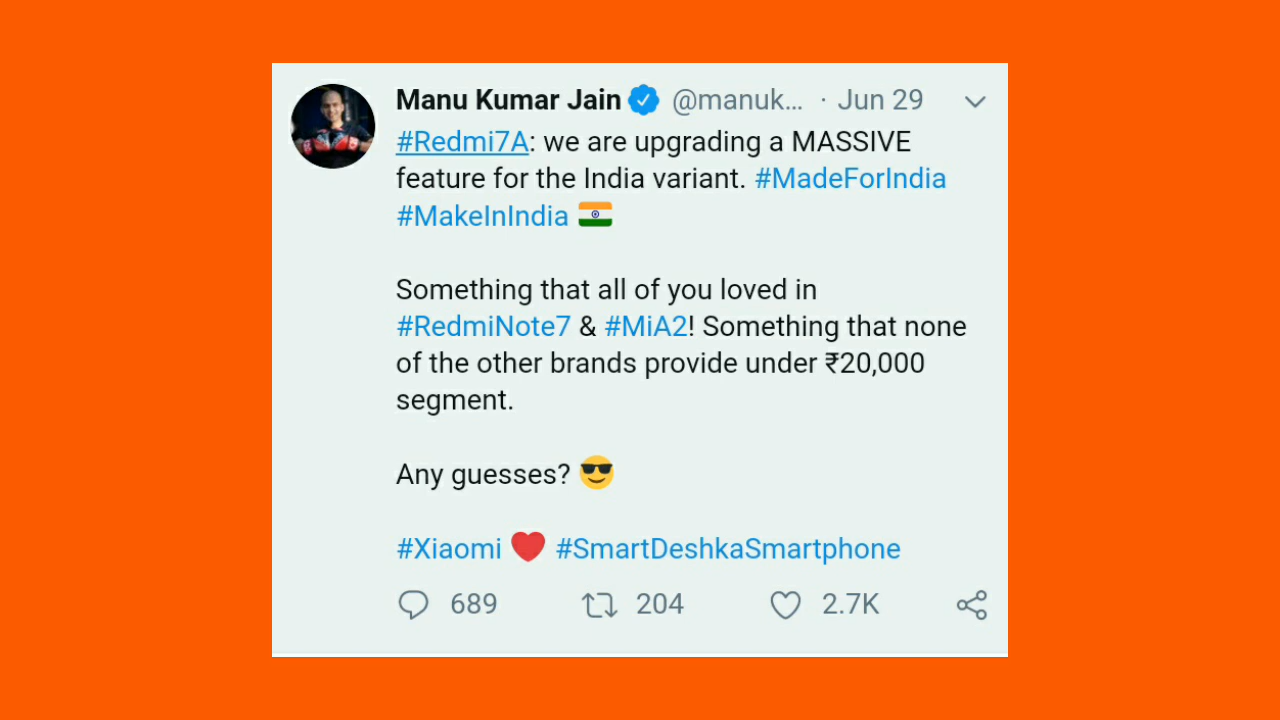 Manu Kumar Jain @manuk... · Jun 29
#Redmi7A: we are upgrading a MASSIVE
feature for the India variant. #MadeForIndia
#MakeInIndia 🇮🇳
Something that all of you loved in
#RedmiNote7 & #MiA2! Something that none
of the other brands provide under ₹20,000
segment.
Any guesses? 😎
#Xiaomi ❤️ #SmartDeshkaSmartphone
689 204 2.7K